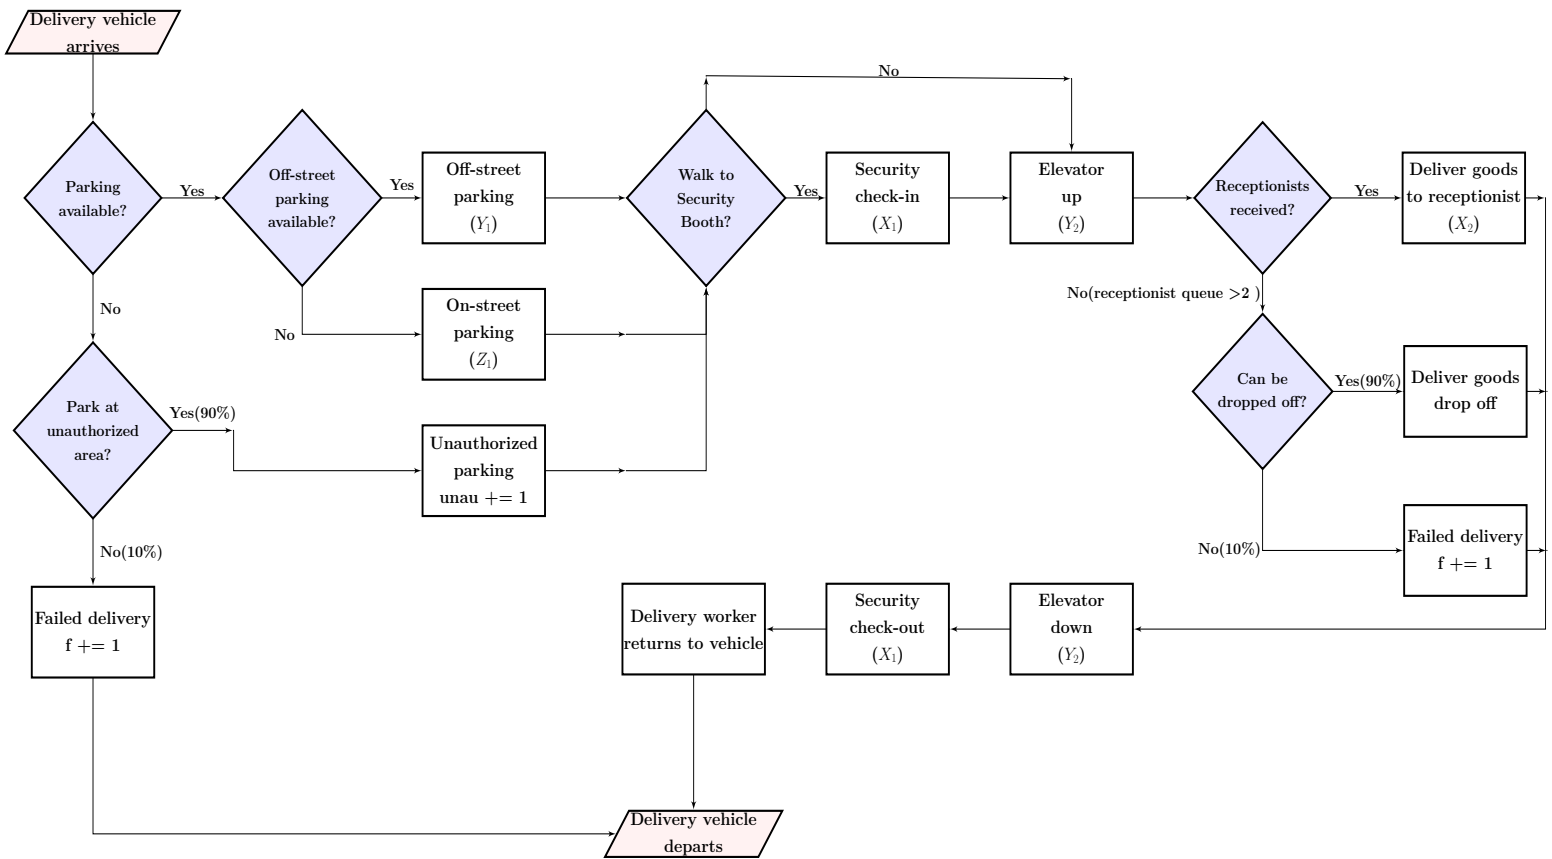 Delivery vehicle
arrives
No
Parking
available?
Yes
Off-street
parking
available?
Yes
Off-street
parking
(Y₁)
Walk to
Security
Booth?
Yes
Security
check-in
(X₁)
Elevator
up
(Y₂)
Receptionists
received?
Yes
Deliver goods
to receptionist
(X₂)
No
No
On-street
parking
(Z₁)
No(receptionist queue >2 )
Park at
unauthorized
area?
Yes(90%)
Unauthorized
parking
unau += 1
Can be
dropped off?
Yes(90%)
Deliver goods
drop off
No(10%)
No(10%)
Failed delivery
f += 1
Failed delivery
f += 1
Delivery worker
returns to vehicle
Security
check-out
(X₁)
Elevator
down
(Y₂)
Delivery vehicle
departs